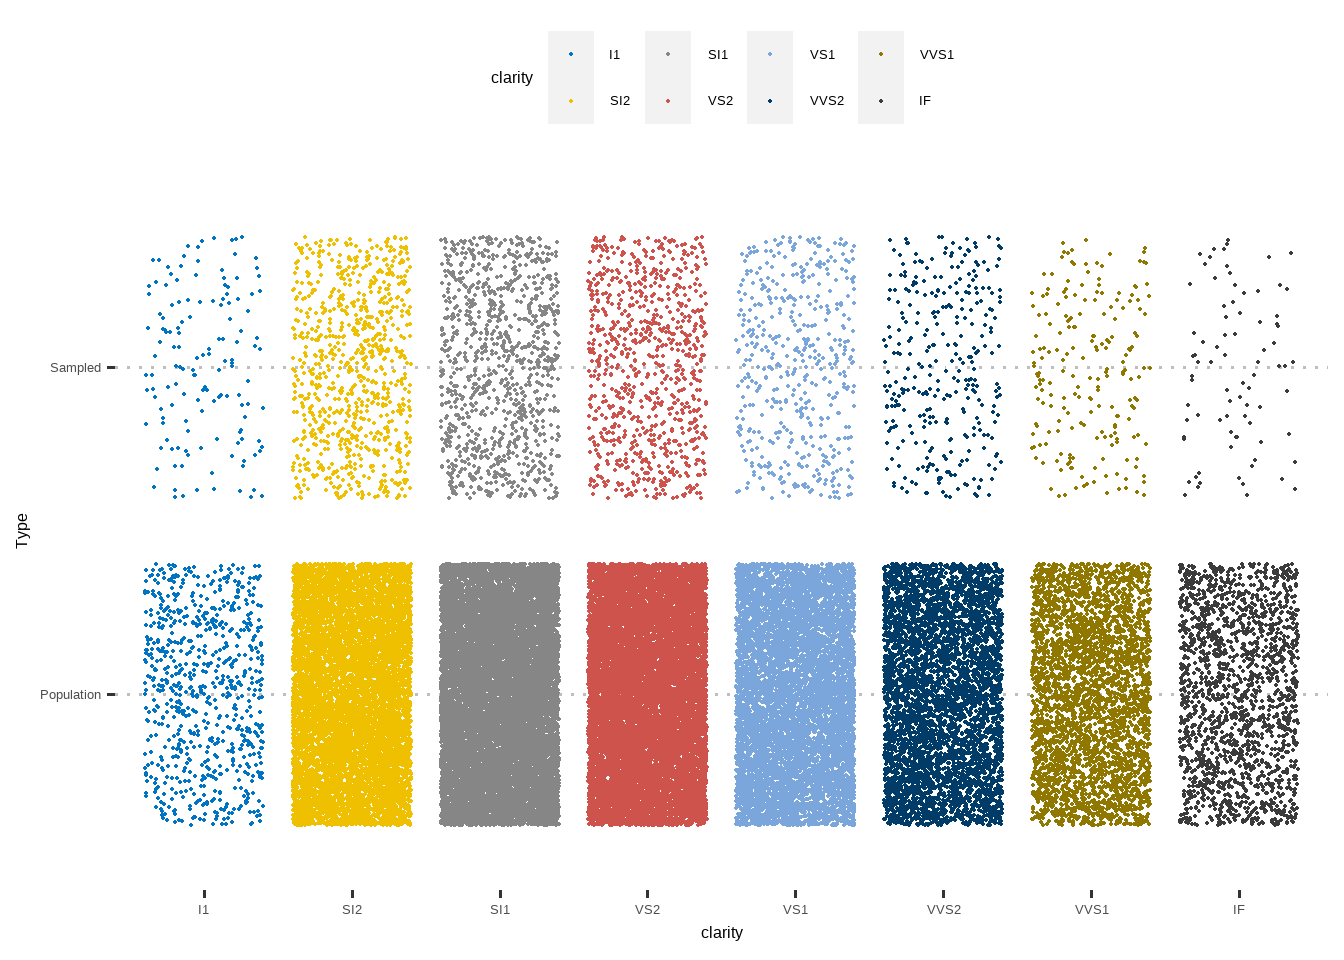 clarity
I1 SI1 VS1 VVS1
SI2 VS2 VVS2 IF
Type
Sampled
Population
I1 SI2 SI1 VS2 VS1 VVS2 VVS1 IF
clarity